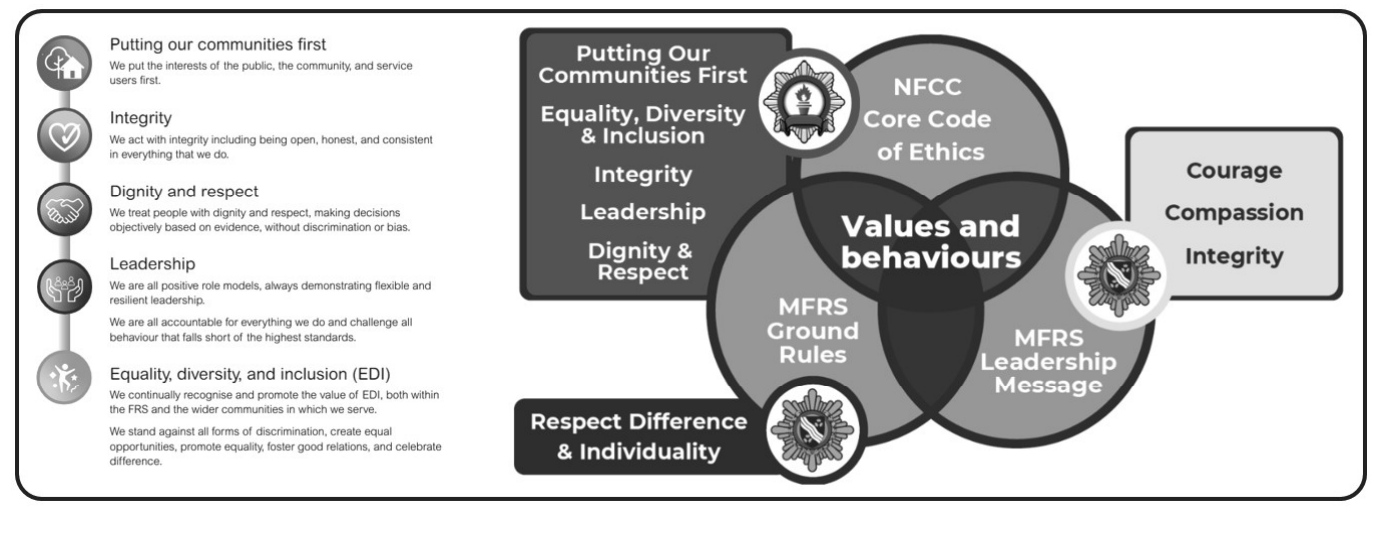 Putting our communities first
We put the interests of the public, the community, and service
users first.
Integrity
We act with integrity including being open, honest, and consistent
in everything that we do.
Dignity and respect
We treat people with dignity and respect, making decisions
objectively based on evidence, without discrimination or bias.
Leadership
We are all positive role models, always demonstrating flexible and
resilient leadership.
We are all accountable for everything we do and challenge all
behaviour that falls short of the highest standards.
Equality, diversity, and inclusion (EDI)
We continually recognise and promote the value of EDI, both within
the FRS and the wider communities in which we serve.
We stand against all forms of discrimination, create equal
opportunities, promote equality, foster good relations, and celebrate
difference.
Putting Our
Communities First
Equality, Diversity
& Inclusion
Integrity
Leadership
Dignity &
Respect
NFCC
Core Code
of Ethics
Values and
behaviours
MFRS
Ground
Rules
MFRS
Leadership
Message
Courage
Compassion
Integrity
Respect Difference
& Individuality